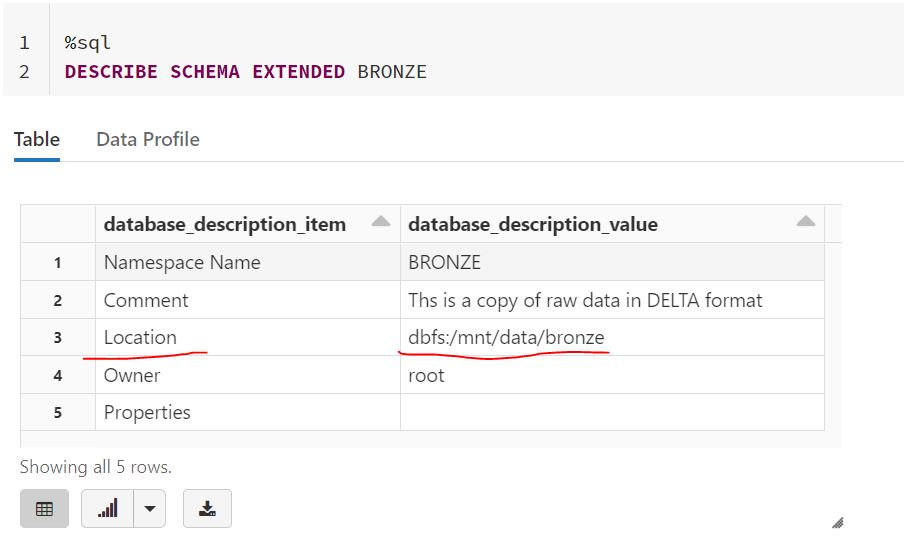 1 %sql
2 DESCRIBE SCHEMA EXTENDED BRONZE
Table Data Profile
database_description_item database_description_value
1 Namespace Name BRONZE
2 Comment Ths is a copy of raw data in DELTA format
3 Location dbfs:/mnt/data/bronze
4 Owner root
5 Properties
Showing all 5 rows.